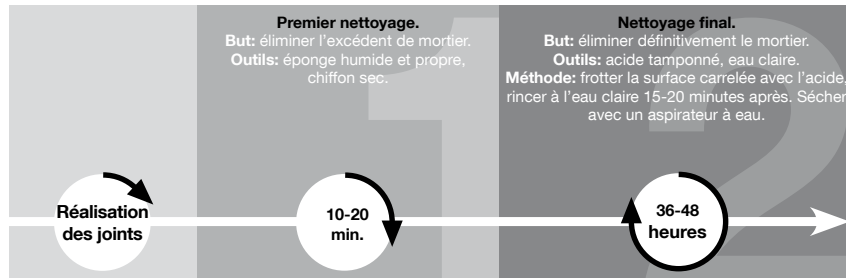 Premier nettoyage.
But: éliminer l'excédent de mortier.
Outils: éponge humide et propre,
chiffon sec.
Nettoyage final.
But: éliminer définitivement le mortier.
Outils: acide tamponné, eau claire.
Méthode: frotter la surface carrelée avec l'acide,
rincer à l'eau claire 15-20 minutes après. Sécher
avec un aspirateur à eau.
1
2
Réalisation
des joints
10-20
min.
36-48
heures